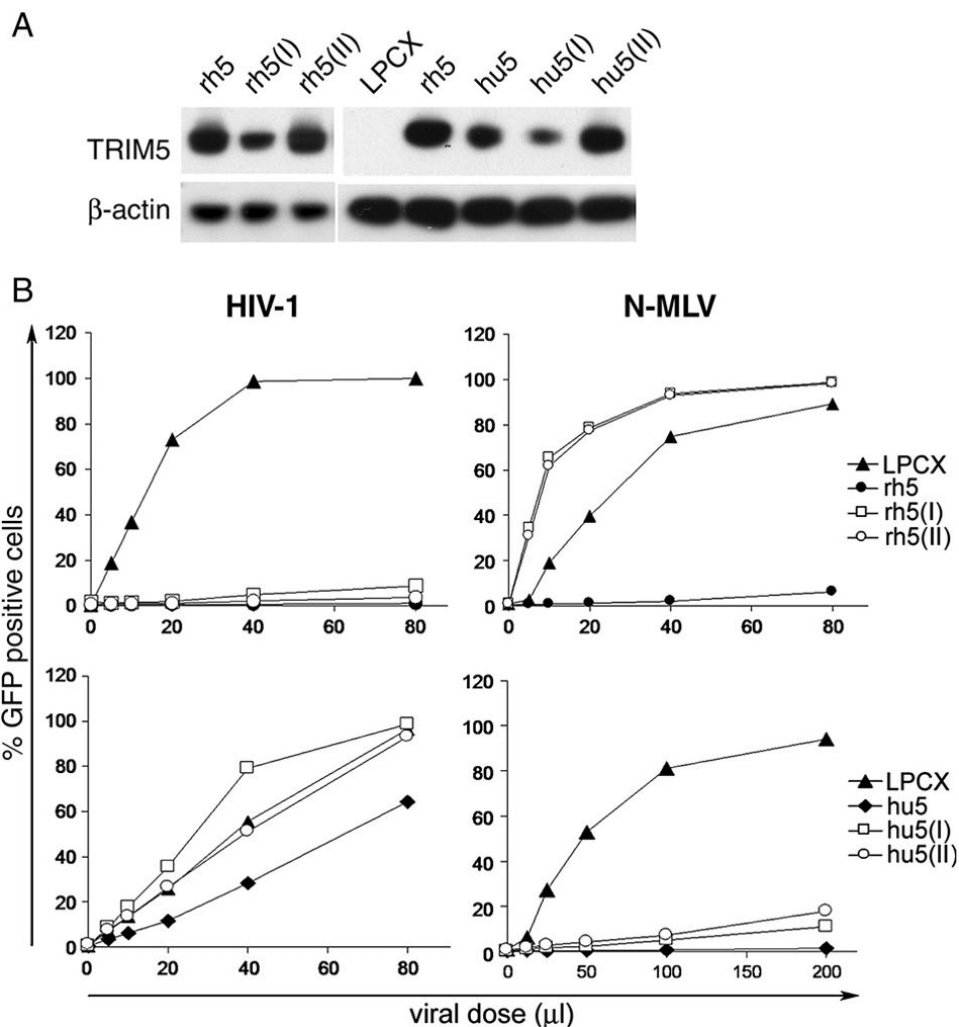 A
rh5 rh5(I) rh5(II) LPCX rh5 hu5 hu5(I) hu5(II)
TRIM5
β-actin
B
HIV-1 N-MLV
% GFP positive cells
120
100
80
60
40
20
0
0 20 40 60 80
120
100
80
60
40
20
0
0 20 40 60 80
LPCX
rh5
rh5(I)
rh5(II)
120
100
80
60
40
20
0
0 20 40 60 80
120
100
80
60
40
20
0
0 50 100 150 200
LPCX
hu5
hu5(I)
hu5(II)
viral dose (μl)